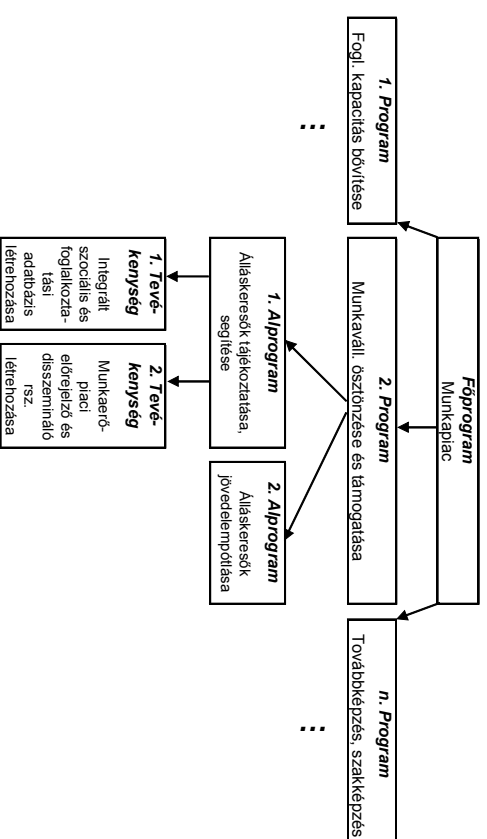 Főprogram
Munkapiac
1. Program
Fogl. kapacitás bővítése
2. Program
Munkaváll. ösztönzése és támogatása
n. Program
Továbbképzés, szakképzés
...
1. Alprogram
Álláskeresők tájékoztatása,
segítése
2. Alprogram
Álláskeresők
jövedelempótlása
...
1. Tevé-
kenység
Integrált
szociális és
foglalkozta-
tási
adatbázis
létrehozása
2. Tevé-
kenység
Munkaerő-
piaci
előrejelző és
disszemináló
rsz.
létrehozása